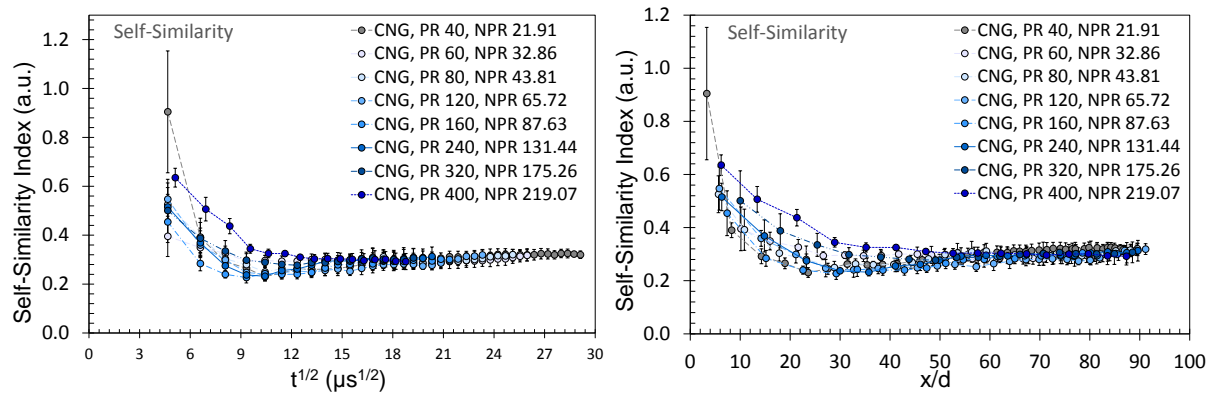 Self-Similarity
CNG, PR 40, NPR 21.91
CNG, PR 60, NPR 32.86
CNG, PR 80, NPR 43.81
CNG, PR 120, NPR 65.72
CNG, PR 160, NPR 87.63
CNG, PR 240, NPR 131.44
CNG, PR 320, NPR 175.26
CNG, PR 400, NPR 219.07
Self-Similarity Index (a.u.)
1.2
1.0
0.8
0.6
0.4
0.2
0.0
0 3 6 9 12 15 18 21 24 27 30
t1/2 (µs1/2)
Self-Similarity
CNG, PR 40, NPR 21.91
CNG, PR 60, NPR 32.86
CNG, PR 80, NPR 43.81
CNG, PR 120, NPR 65.72
CNG, PR 160, NPR 87.63
CNG, PR 240, NPR 131.44
CNG, PR 320, NPR 175.26
CNG, PR 400, NPR 219.07
Self-Similarity Index (a.u.)
1.2
1.0
0.8
0.6
0.4
0.2
0.0
0 10 20 30 40 50 60 70 80 90 100
x/d